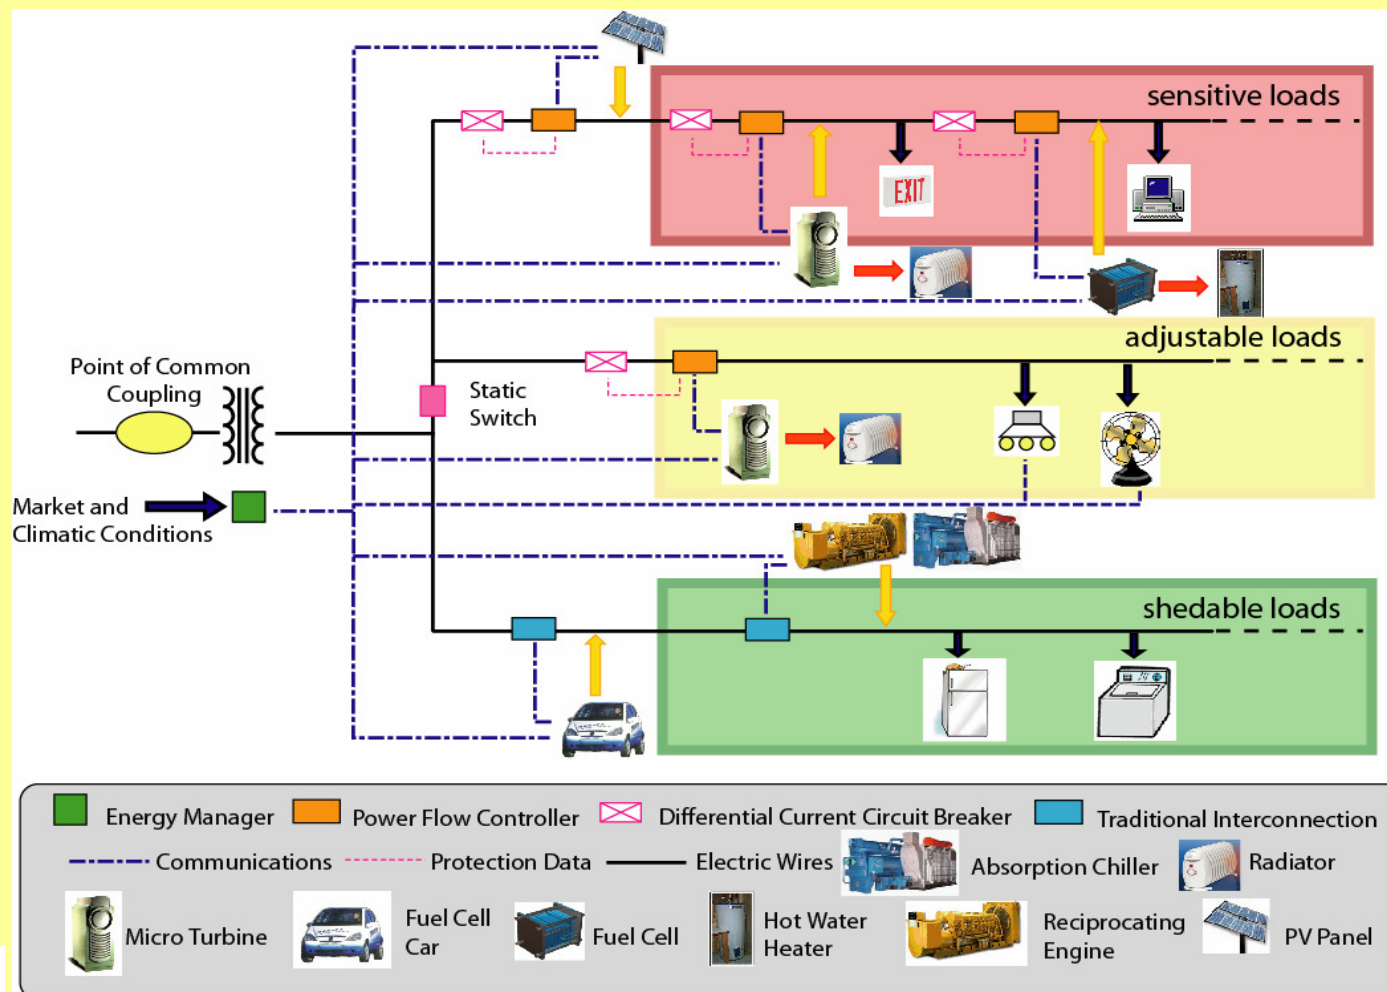 sensitive loads
EXIT
adjustable loads
Point of Common
Coupling
Static
Switch
Market and
Climatic Conditions
shedable loads
Energy Manager
Power Flow Controller
Differential Current Circuit Breaker
Traditional Interconnection
Communications
Protection Data
Electric Wires
Absorption Chiller
Radiator
Micro Turbine
Fuel Cell
Car
Fuel Cell
Hot Water
Heater
Reciprocating
Engine
PV Panel